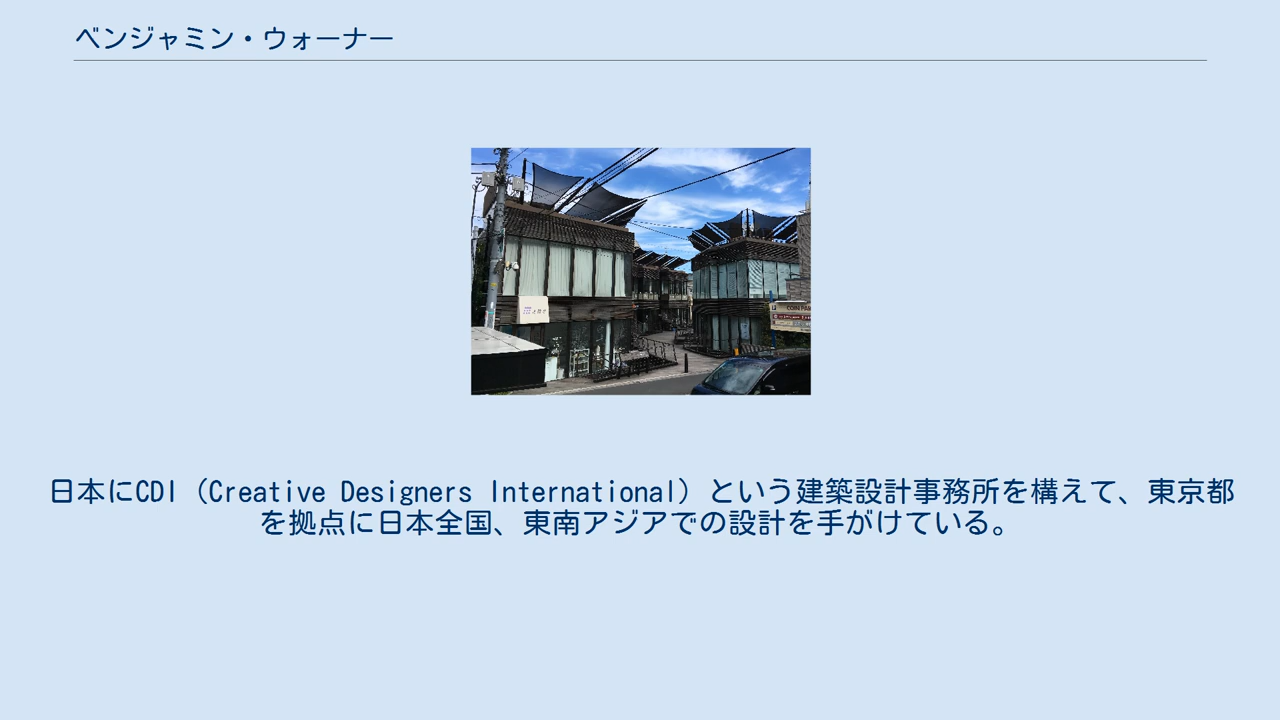 ベンジャミン・ウォーナー
COIN PAR
日本にCDI（Creative Designers International）という建築設計事務所を構えて、東京都
を拠点に日本全国、東南アジアでの設計を手がけている。